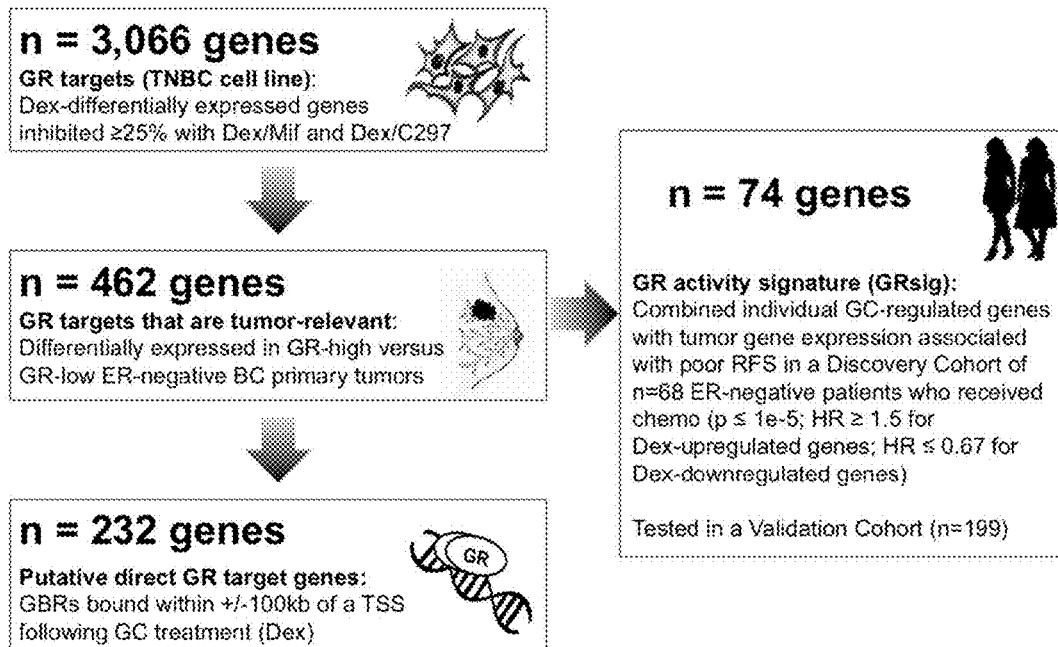 n = 3,066 genes
GR targets (TNBC cell line):
Dex-differentially expressed genes
inhibited ≥25% with Dex/Mif and Dex/C297
n = 462 genes
GR targets that are tumor-relevant:
Differentially expressed in GR-high versus
GR-low ER-negative BC primary tumors
n = 232 genes
Putative direct GR target genes:
GBRs bound within +/-100kb of a TSS
following GC treatment (Dex)
GR
n = 74 genes
GR activity signature (GRsig):
Combined individual GC-regulated genes
with tumor gene expression associated
with poor RFS in a Discovery Cohort of
n=68 ER-negative patients who received
chemo (p ≤ 1e-5; HR ≥ 1.5 for
Dex-upregulated genes; HR ≤ 0.67 for
Dex-downregulated genes)
Tested in a Validation Cohort (n=199)